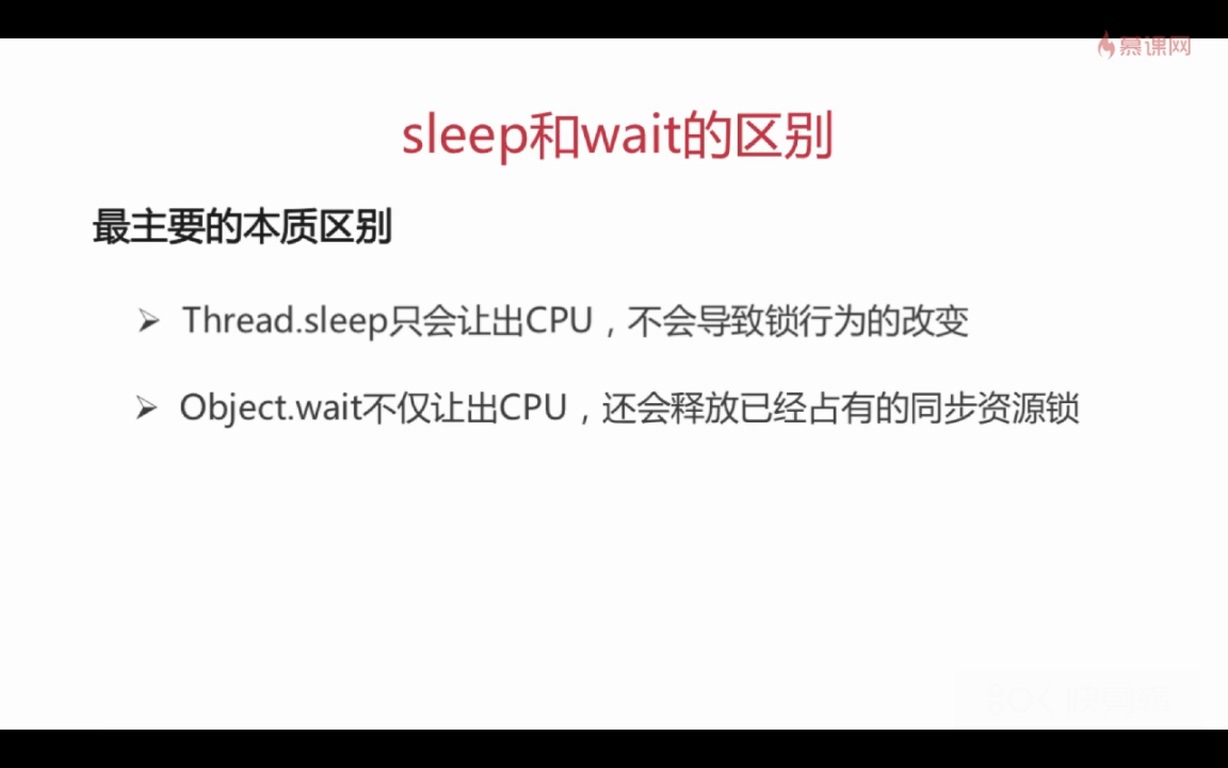 慕课网
sleep和wait的区别
最主要的本质区别
Thread.sleep只会让出CPU，不会导致锁行为的改变
Object.wait不仅让出CPU，还会释放已经占有的同步资源锁